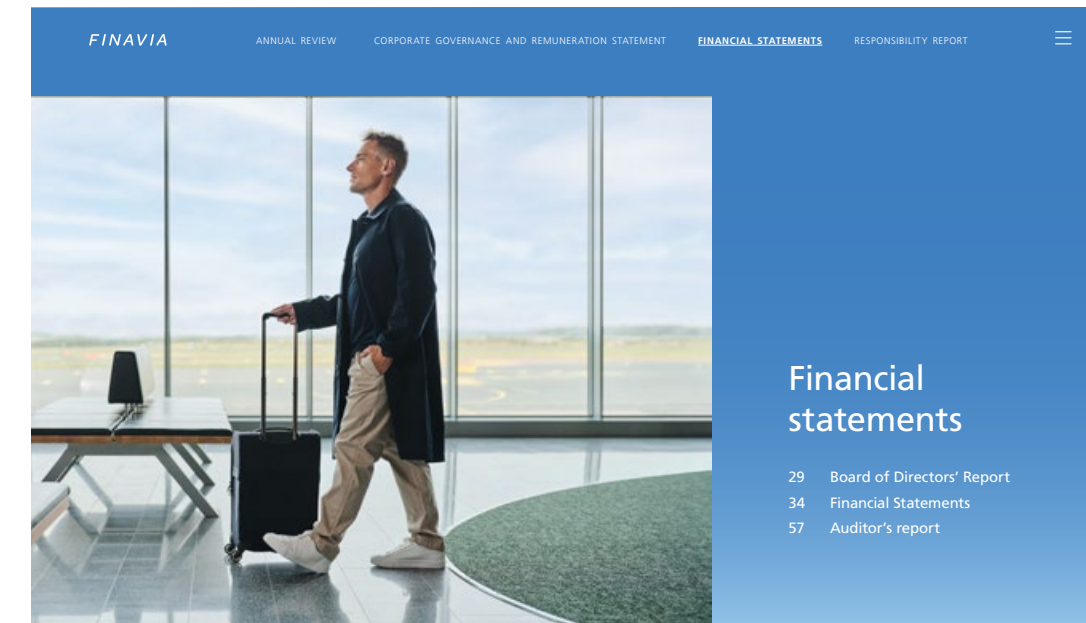 FINAVIA
ANNUAL REVIEW
CORPORATE GOVERNANCE AND REMUNERATION STATEMENT
FINANCIAL STATEMENTS
RESPONSIBILITY REPORT
Financial
statements
29 Board of Directors’ Report
34 Financial Statements
57 Auditor’s report